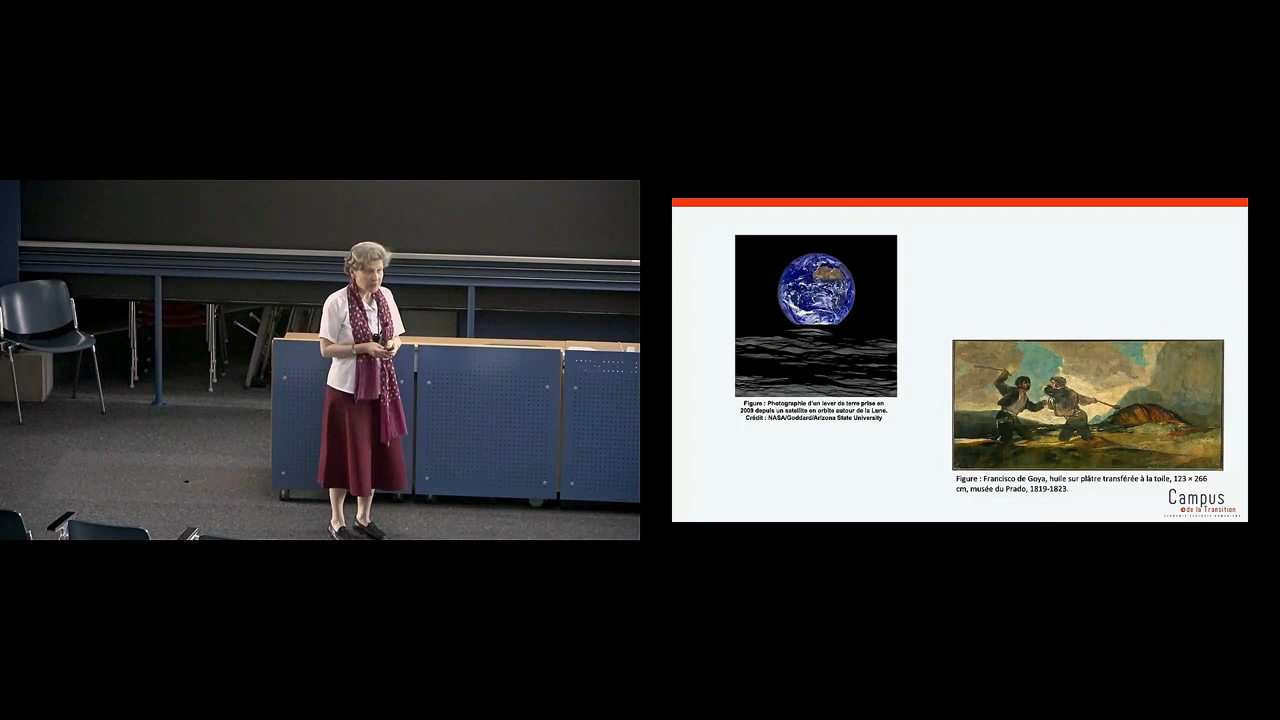 Figure : Photographie d'un lever de terre prise en
2009 depuis un satellite en orbite autour de la Lune.
Crédit : NASA/Goddard/Arizona State University
Figure : Francisco de Goya, huile sur plâtre transférée à la toile, 123 × 266
cm, musée du Prado, 1819-1823.
Campus
de la Transition